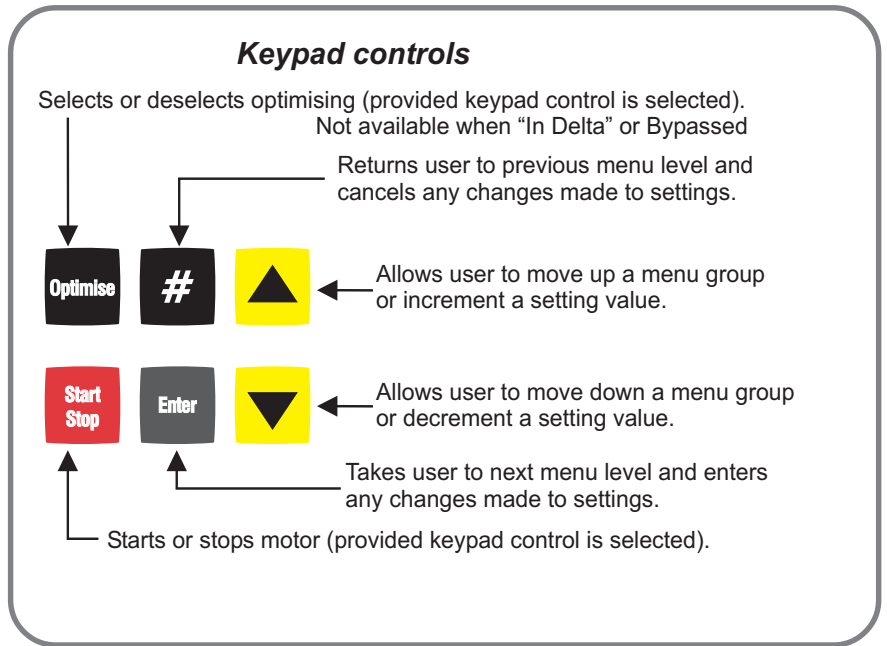 Keypad controls
Selects or deselects optimising (provided keypad control is selected).
Not available when “In Delta” or Bypassed
Returns user to previous menu level and
cancels any changes made to settings.
Optimise
#
Allows user to move up a menu group
or increment a setting value.
Start
Stop
Enter
Allows user to move down a menu group
or decrement a setting value.
Takes user to next menu level and enters
any changes made to settings.
Starts or stops motor (provided keypad control is selected).